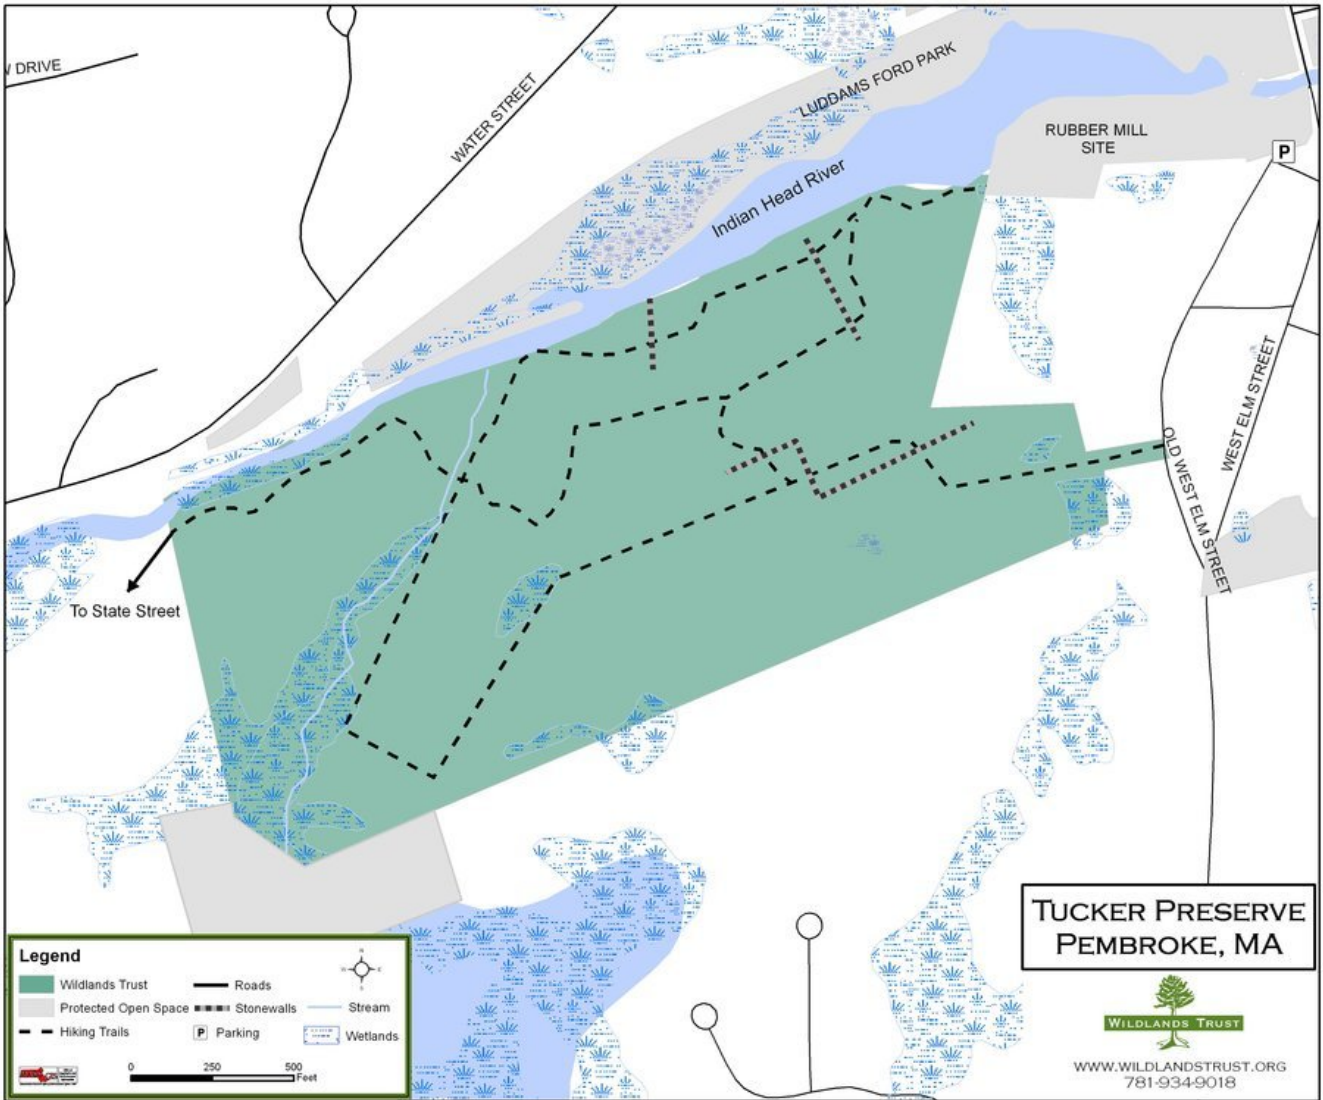 DRIVE
WATER STREET
LUDDAMS FORD PARK
Indian Head River
RUBBER MILL
SITE
P
WEST ELM STREET
OLD WEST ELM STREET
To State Street
TUCKER PRESERVE
PEMBROKE, MA
WILDLANDS TRUST
WWW.WILDLANDSTRUST.ORG
781-934-9018
Legend
Wildlands Trust
Roads
Protected Open Space
Stonewalls
Stream
Hiking Trails
P Parking
Wetlands
N
W E
S
0 250 500
Feet